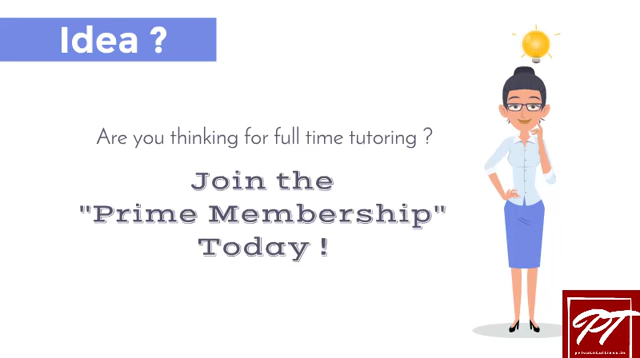 Idea ?
Are you thinking for full time tutoring ?
Join the
"Prime Membership"
Today !
PT